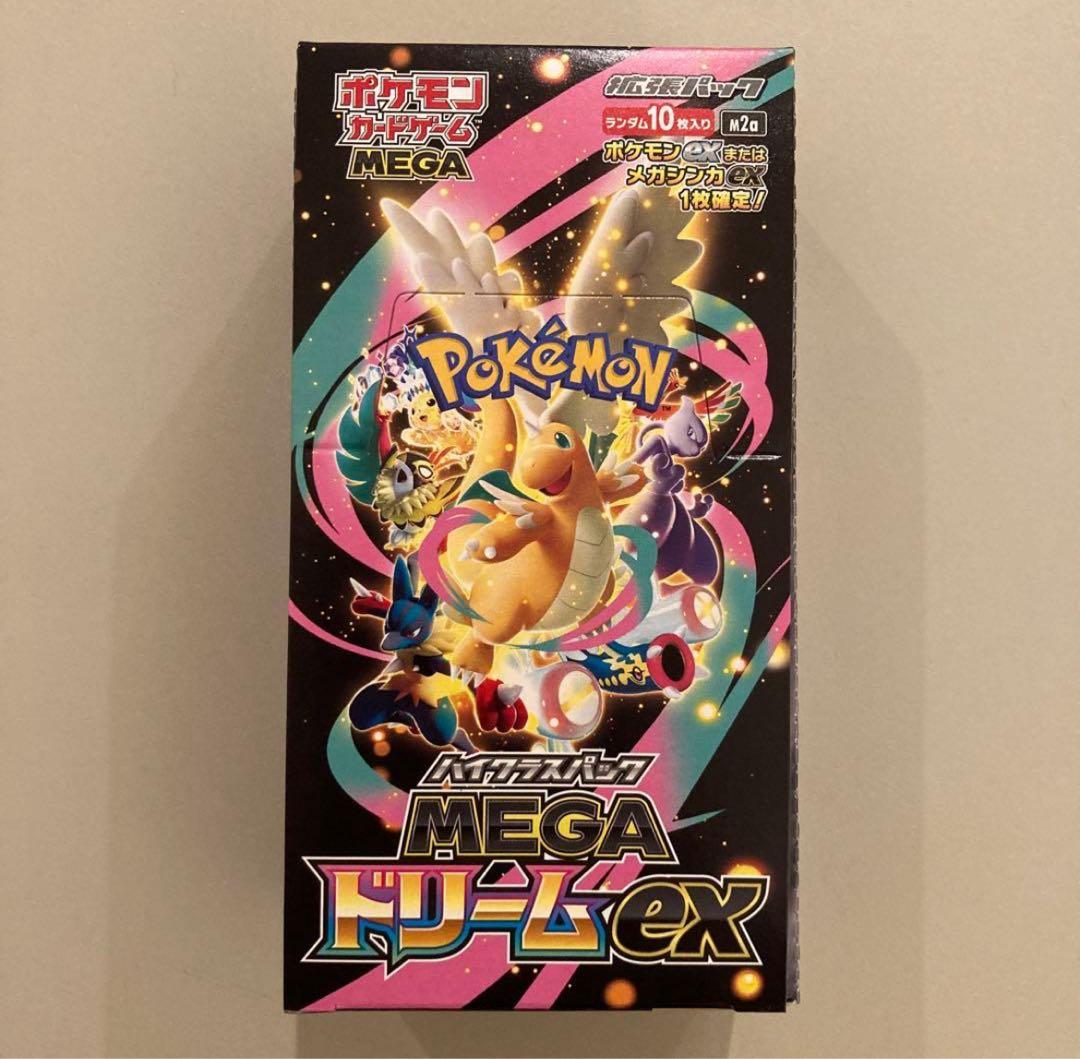 ポケモン
カードゲーム™
MEGA
拡張パック
ランダム10枚入り M2a
ポケモンexまたは
メガシンカex
1枚確定!
POKéMON™
ハイクラスパック
MEGA
ドリームex